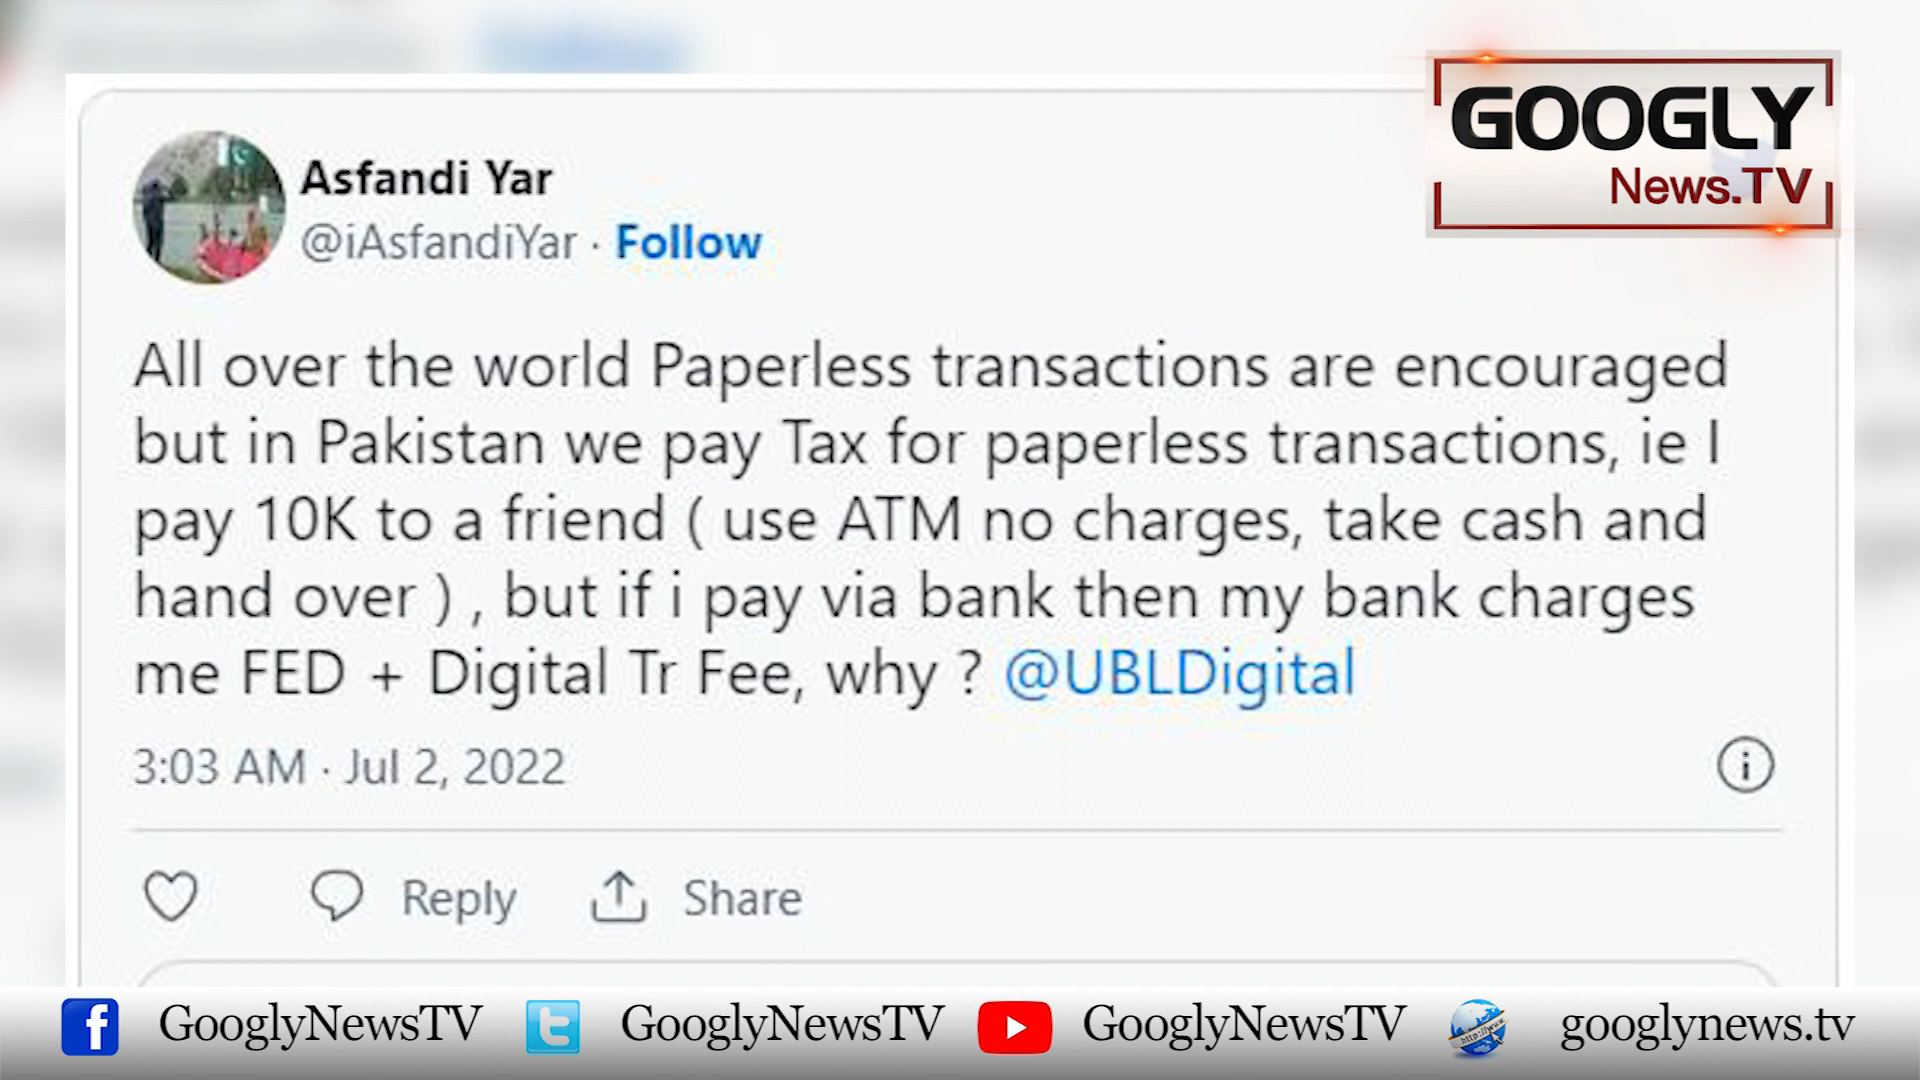 GOOGLY
News.TV
Asfandi Yar
@iAsfandiYar · Follow
All over the world Paperless transactions are encouraged
but in Pakistan we pay Tax for paperless transactions, ie I
pay 10K to a friend ( use ATM no charges, take cash and
hand over ) , but if i pay via bank then my bank charges
me FED + Digital Tr Fee, why ? @UBLDigital
3:03 AM · Jul 2, 2022
Reply Share
GooglyNewsTV GooglyNewsTV GooglyNewsTV googlynews.tv